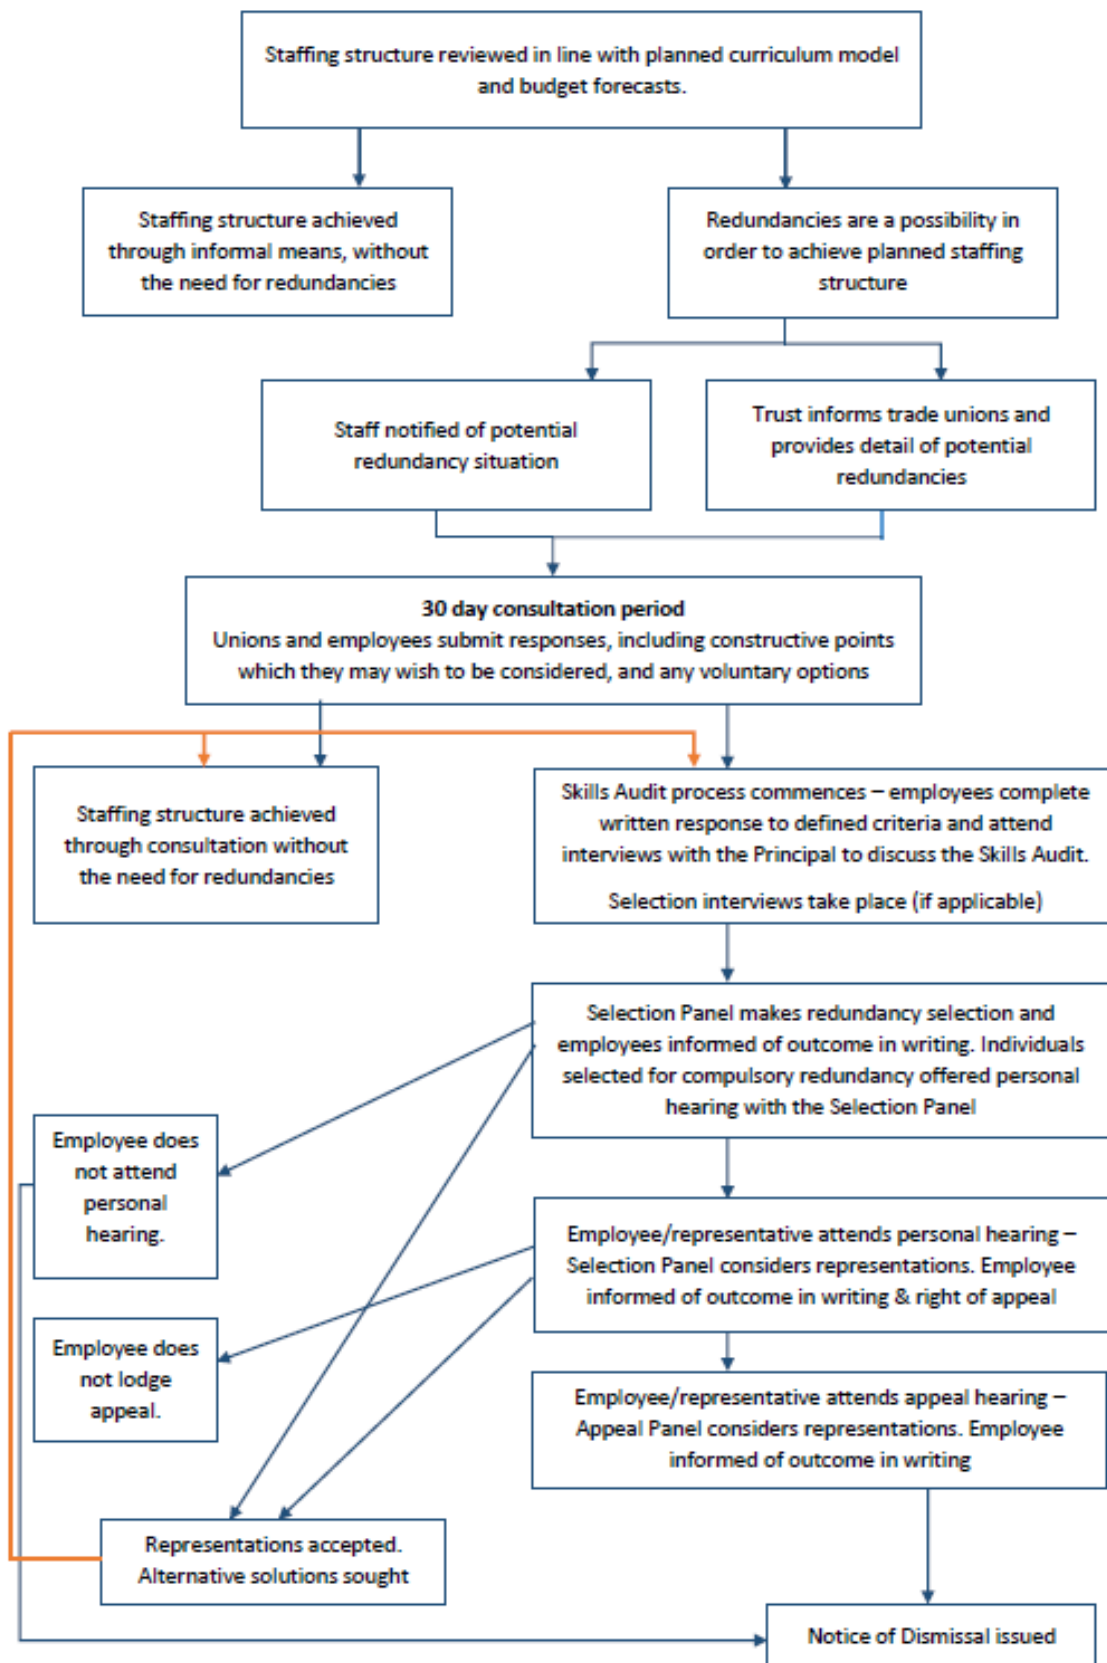 Staffing structure reviewed in line with planned curriculum model
and budget forecasts.
Staffing structure achieved
through informal means, without
the need for redundancies
Redundancies are a possibility in
order to achieve planned staffing
structure
Staff notified of potential
redundancy situation
Trust informs trade unions and
provides detail of potential
redundancies
30 day consultation period
Unions and employees submit responses, including constructive points
which they may wish to be considered, and any voluntary options
Staffing structure achieved
through consultation without
the need for redundancies
Skills Audit process commences – employees complete
written response to defined criteria and attend
interviews with the Principal to discuss the Skills Audit.
Selection interviews take place (if applicable)
Selection Panel makes redundancy selection and
employees informed of outcome in writing. Individuals
selected for compulsory redundancy offered personal
hearing with the Selection Panel
Employee does
not attend
personal
hearing.
Employee/representative attends personal hearing –
Selection Panel considers representations. Employee
informed of outcome in writing & right of appeal
Employee does
not lodge
appeal.
Employee/representative attends appeal hearing –
Appeal Panel considers representations. Employee
informed of outcome in writing
Representations accepted.
Alternative solutions sought
Notice of Dismissal issued